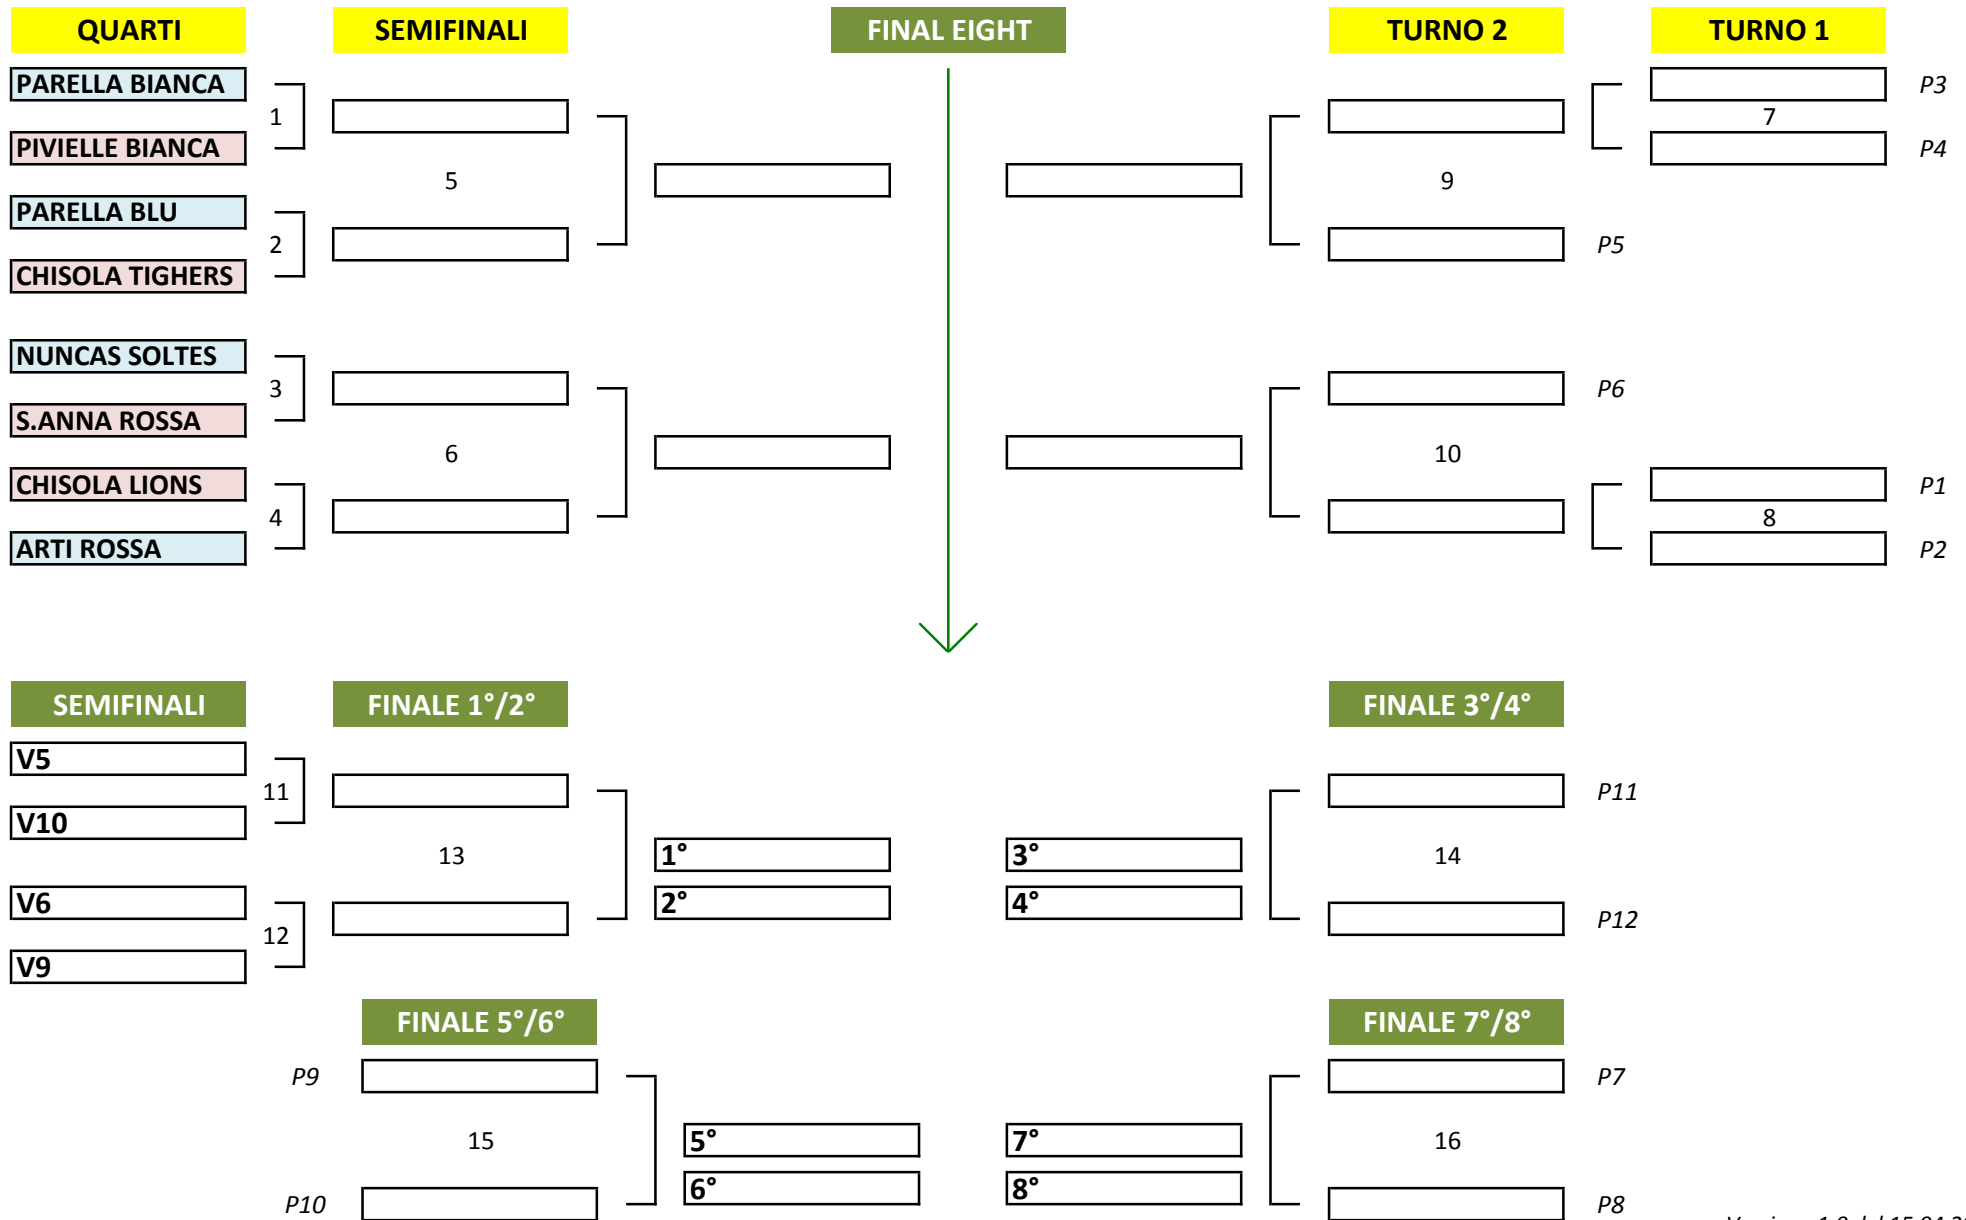 QUARTI SEMIFINALI FINAL EIGHT TURNO 2 TURNO 1
PARELLA BIANCA P3
1 7
PIVIELLE BIANCA P4
5 9
PARELLA BLU
2 P5
CHISOLA TIGHERS
NUNCAS SOLTES
3 P6
S.ANNA ROSSA
6 10
CHISOLA LIONS P1
4 8
ARTI ROSSA P2
SEMIFINALI FINALE 1°/2° FINALE 3°/4°
V5
11 P11
V10
13 1° 3° 14
V6 2° 4° P12
12
V9
FINALE 5°/6° FINALE 7°/8°
P9 P7
15 5° 7° 16
6° 8°
P10 P8